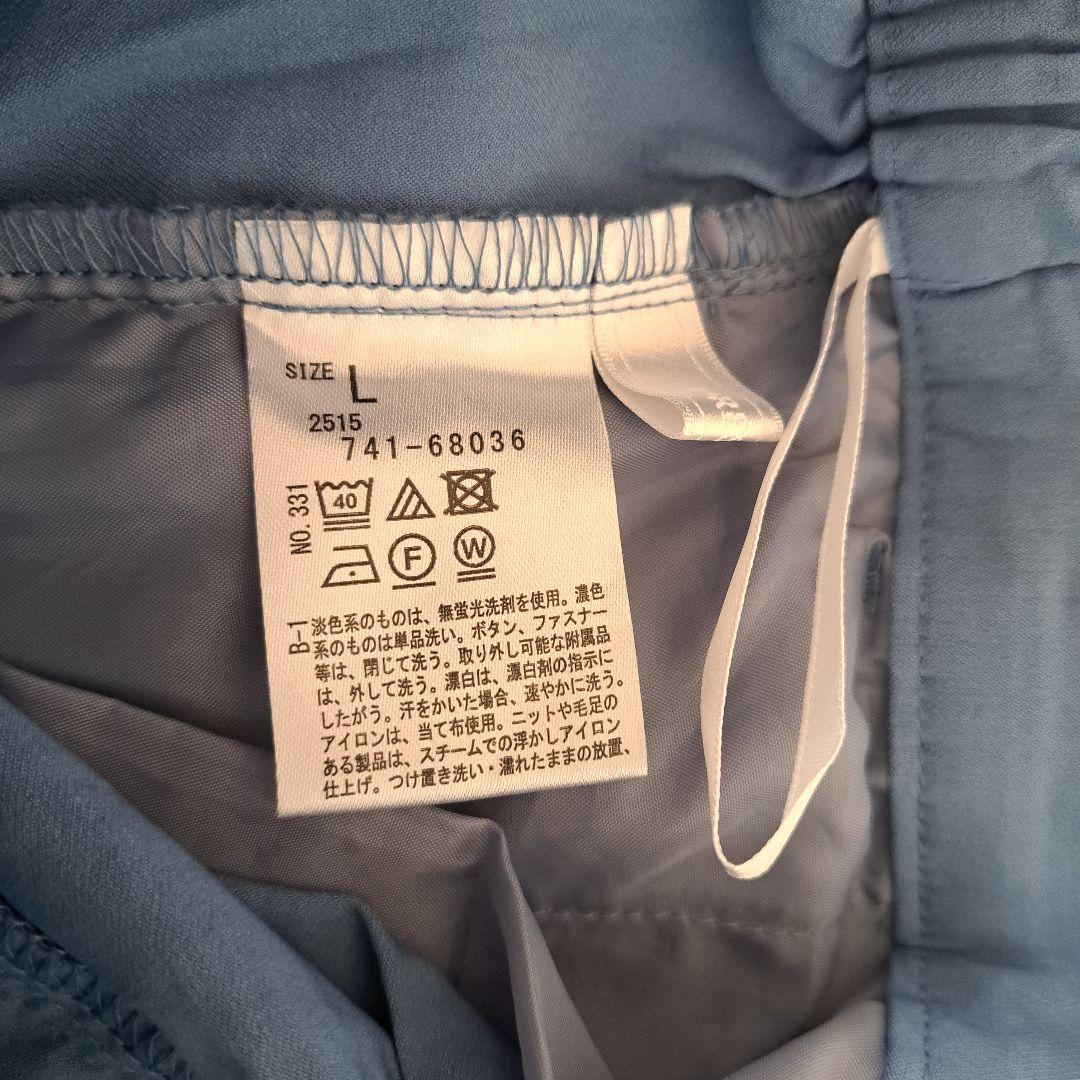 SIZE L
2515
741-68036
NO. 331
40
F W
B-1
淡色系のものは、無蛍光洗剤を使用。濃色
系のものは単品洗い。ボタン、ファスナー
等は、閉じて洗う。取り外し可能な附属品
は、外して洗う。漂白は、漂白剤の指示に
したがう。汗をかいた場合、速やかに洗う。
アイロンは、当て布使用。ニットや毛足の
ある製品は、スチームでの浮かしアイロン
仕上げ。つけ置き洗い・濡れたままの放置、